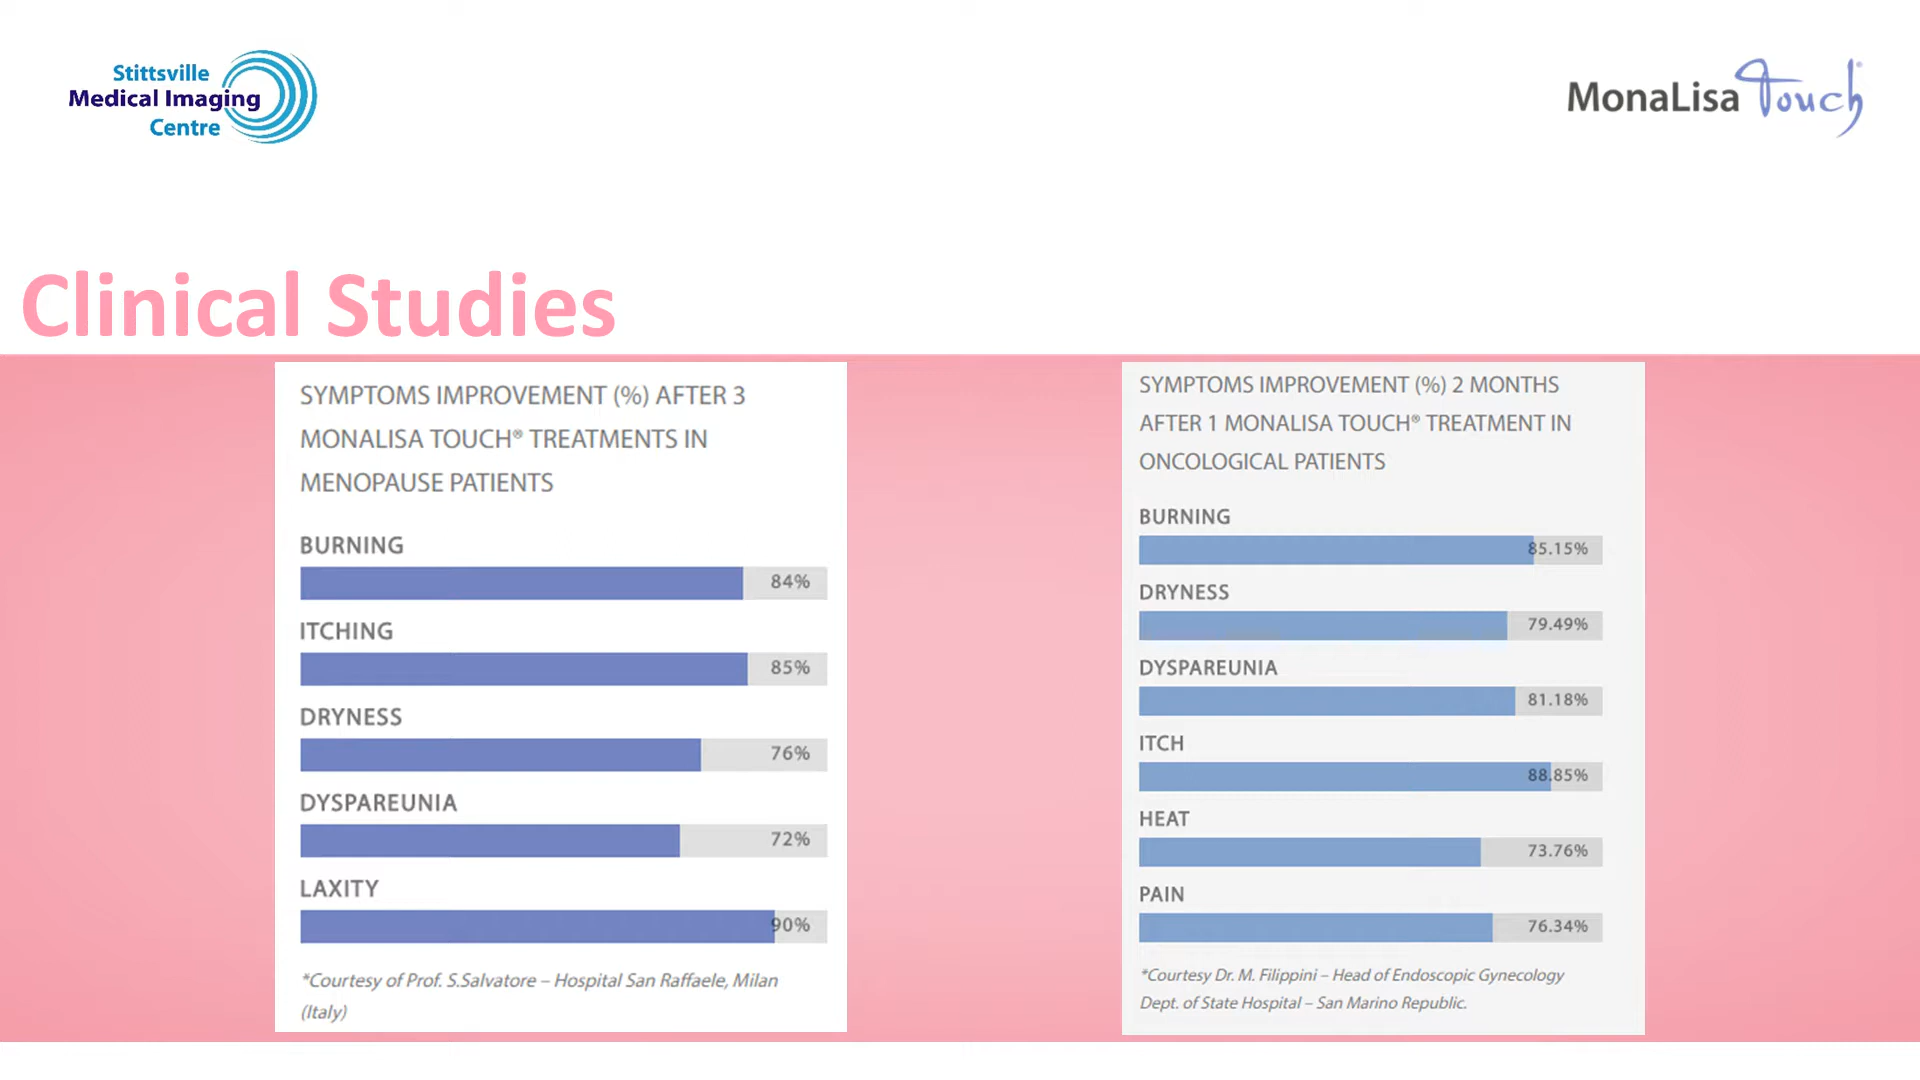 Stittsville
Medical Imaging
Centre
MonaLisa Touch®
Clinical Studies
SYMPTOMS IMPROVEMENT (%) AFTER 3
MONALISA TOUCH® TREATMENTS IN
MENOPAUSE PATIENTS
BURNING
84%
ITCHING
85%
DRYNESS
76%
DYSPAREUNIA
72%
LAXITY
90%
*Courtesy of Prof. S.Salvatore – Hospital San Raffaele, Milan
(Italy)
SYMPTOMS IMPROVEMENT (%) 2 MONTHS
AFTER 1 MONALISA TOUCH® TREATMENT IN
ONCOLOGICAL PATIENTS
BURNING
85.15%
DRYNESS
79.49%
DYSPAREUNIA
81.18%
ITCH
88.85%
HEAT
73.76%
PAIN
76.34%
*Courtesy Dr. M. Filippini – Head of Endoscopic Gynecology
Dept. of State Hospital – San Marino Republic.